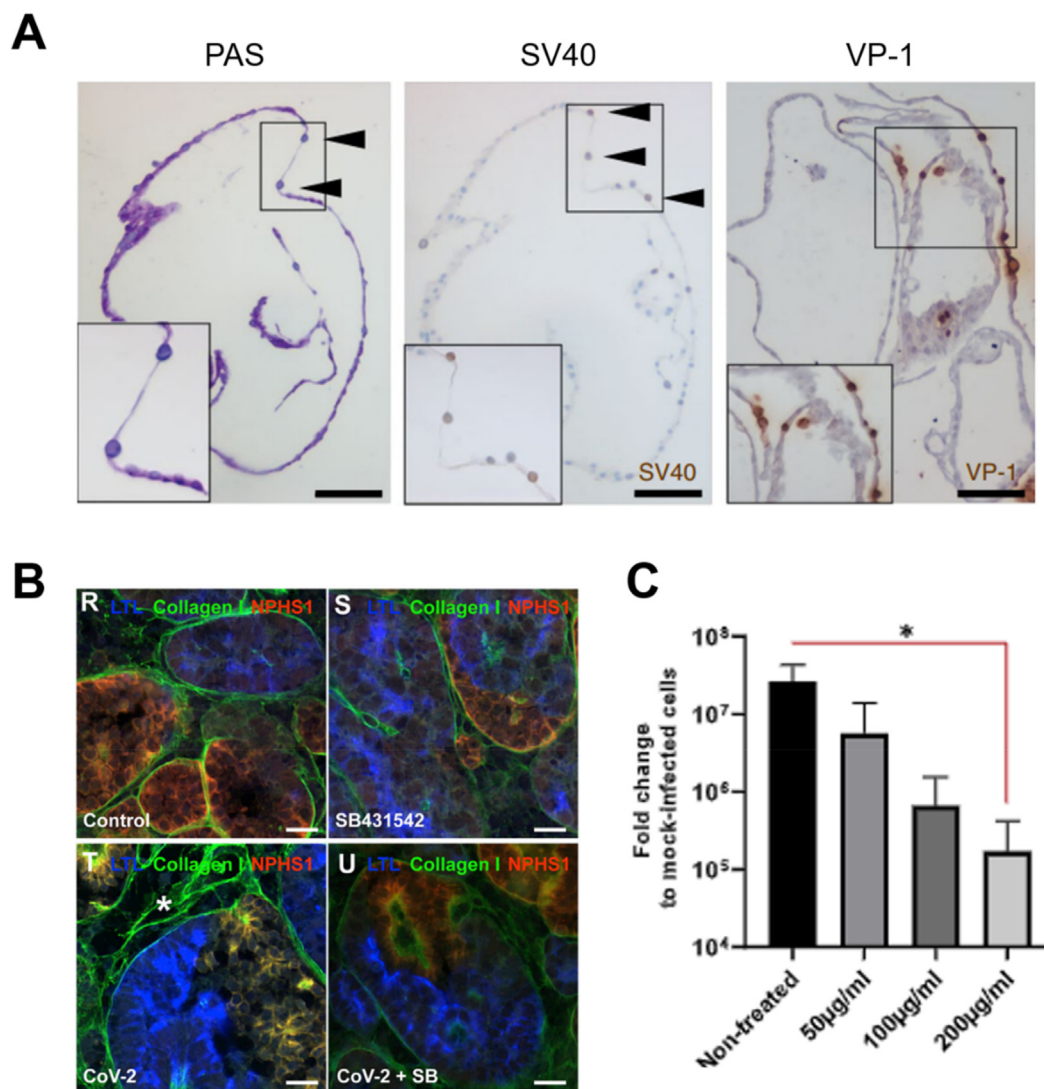 A
PAS SV40 VP-1
SV40 VP-1
B
R LTL Collagen I NPHS1
Control
S LTL Collagen I NPHS1
SB431542
T LTL Collagen I NPHS1
*
CoV-2
U LTL Collagen I NPHS1
CoV-2 + SB
C
Fold change
to mock-infected cells
10⁸
10⁷
10⁶
10⁵
10⁴
*
Non-treated
50µg/ml
100µg/ml
200µg/ml